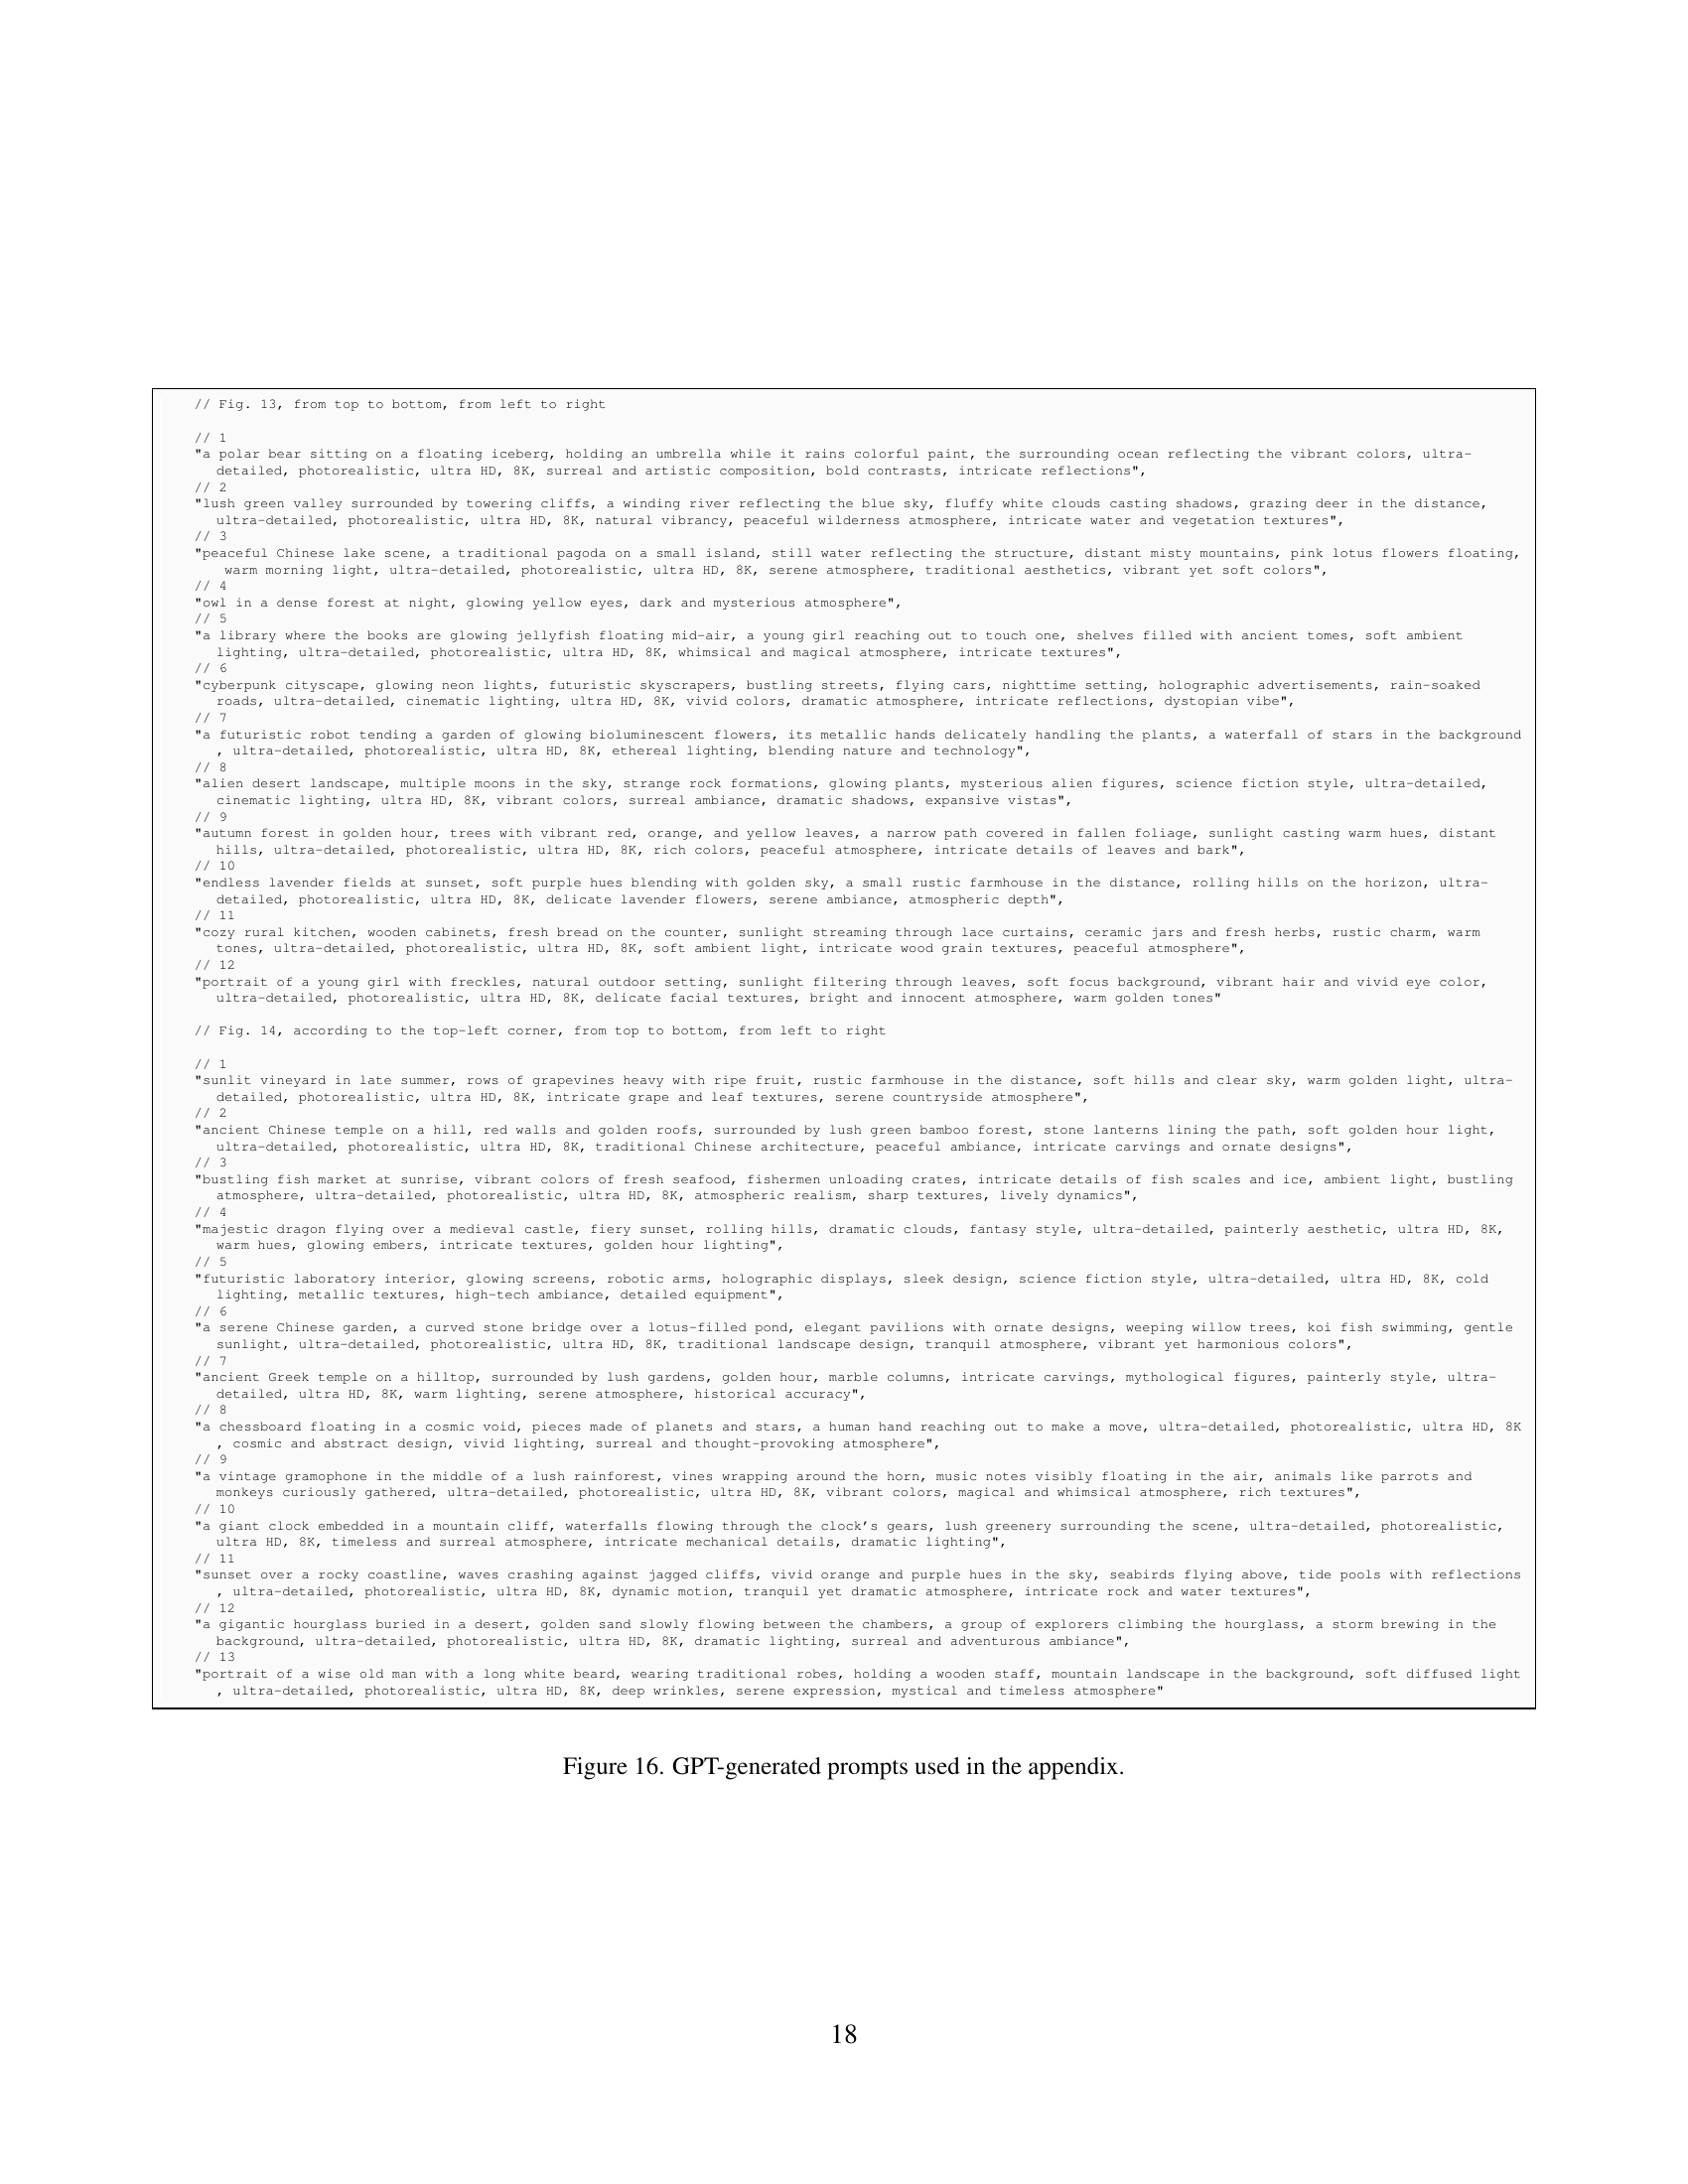 // Fig. 13, from top to bottom, from left to right
// 1
"a polar bear sitting on a floating iceberg, holding an umbrella while it rains colorful paint, the surrounding ocean reflecting the vibrant colors, ultra-
detailed, photorealistic, ultra HD, 8K, surreal and artistic composition, bold contrasts, intricate reflections",
// 2
"lush green valley surrounded by towering cliffs, a winding river reflecting the blue sky, fluffy white clouds casting shadows, grazing deer in the distance,
ultra-detailed, photorealistic, ultra HD, 8K, natural vibrancy, peaceful wilderness atmosphere, intricate water and vegetation textures",
// 3
"peaceful Chinese lake scene, a traditional pagoda on a small island, still water reflecting the structure, distant misty mountains, pink lotus flowers floating,
warm morning light, ultra-detailed, photorealistic, ultra HD, 8K, serene atmosphere, traditional aesthetics, vibrant yet soft colors",
// 4
"owl in a dense forest at night, glowing yellow eyes, dark and mysterious atmosphere",
// 5
"a library where the books are glowing jellyfish floating mid-air, a young girl reaching out to touch one, shelves filled with ancient tomes, soft ambient
lighting, ultra-detailed, photorealistic, ultra HD, 8K, whimsical and magical atmosphere, intricate textures",
// 6
"cyberpunk cityscape, glowing neon lights, futuristic skyscrapers, bustling streets, flying cars, nighttime setting, holographic advertisements, rain-soaked
roads, ultra-detailed, cinematic lighting, ultra HD, 8K, vivid colors, dramatic atmosphere, intricate reflections, dystopian vibe",
// 7
"a futuristic robot tending a garden of glowing bioluminescent flowers, its metallic hands delicately handling the plants, a waterfall of stars in the background
, ultra-detailed, photorealistic, ultra HD, 8K, ethereal lighting, blending nature and technology",
// 8
"alien desert landscape, multiple moons in the sky, strange rock formations, glowing plants, mysterious alien figures, science fiction style, ultra-detailed,
cinematic lighting, ultra HD, 8K, vibrant colors, surreal ambiance, dramatic shadows, expansive vistas",
// 9
"autumn forest in golden hour, trees with vibrant red, orange, and yellow leaves, a narrow path covered in fallen foliage, sunlight casting warm hues, distant
hills, ultra-detailed, photorealistic, ultra HD, 8K, rich colors, peaceful atmosphere, intricate details of leaves and bark",
// 10
"endless lavender fields at sunset, soft purple hues blending with golden sky, a small rustic farmhouse in the distance, rolling hills on the horizon, ultra-
detailed, photorealistic, ultra HD, 8K, delicate lavender flowers, serene ambiance, atmospheric depth",
// 11
"cozy rural kitchen, wooden cabinets, fresh bread on the counter, sunlight streaming through lace curtains, ceramic jars and fresh herbs, rustic charm, warm
tones, ultra-detailed, photorealistic, ultra HD, 8K, soft ambient light, intricate wood grain textures, peaceful atmosphere",
// 12
"portrait of a young girl with freckles, natural outdoor setting, sunlight filtering through leaves, soft focus background, vibrant hair and vivid eye color,
ultra-detailed, photorealistic, ultra HD, 8K, delicate facial textures, bright and innocent atmosphere, warm golden tones"
// Fig. 14, according to the top-left corner, from top to bottom, from left to right
// 1
"sunlit vineyard in late summer, rows of grapevines heavy with ripe fruit, rustic farmhouse in the distance, soft hills and clear sky, warm golden light, ultra-
detailed, photorealistic, ultra HD, 8K, intricate grape and leaf textures, serene countryside atmosphere",
// 2
"ancient Chinese temple on a hill, red walls and golden roofs, surrounded by lush green bamboo forest, stone lanterns lining the path, soft golden hour light,
ultra-detailed, photorealistic, ultra HD, 8K, traditional Chinese architecture, peaceful ambiance, intricate carvings and ornate designs",
// 3
"bustling fish market at sunrise, vibrant colors of fresh seafood, fishermen unloading crates, intricate details of fish scales and ice, ambient light, bustling
atmosphere, ultra-detailed, photorealistic, ultra HD, 8K, atmospheric realism, sharp textures, lively dynamics",
// 4
"majestic dragon flying over a medieval castle, fiery sunset, rolling hills, dramatic clouds, fantasy style, ultra-detailed, painterly aesthetic, ultra HD, 8K,
warm hues, glowing embers, intricate textures, golden hour lighting",
// 5
"futuristic laboratory interior, glowing screens, robotic arms, holographic displays, sleek design, science fiction style, ultra-detailed, ultra HD, 8K, cold
lighting, metallic textures, high-tech ambiance, detailed equipment",
// 6
"a serene Chinese garden, a curved stone bridge over a lotus-filled pond, elegant pavilions with ornate designs, weeping willow trees, koi fish swimming, gentle
sunlight, ultra-detailed, photorealistic, ultra HD, 8K, traditional landscape design, tranquil atmosphere, vibrant yet harmonious colors",
// 7
"ancient Greek temple on a hilltop, surrounded by lush gardens, golden hour, marble columns, intricate carvings, mythological figures, painterly style, ultra-
detailed, ultra HD, 8K, warm lighting, serene atmosphere, historical accuracy",
// 8
"a chessboard floating in a cosmic void, pieces made of planets and stars, a human hand reaching out to make a move, ultra-detailed, photorealistic, ultra HD, 8K
, cosmic and abstract design, vivid lighting, surreal and thought-provoking atmosphere",
// 9
"a vintage gramophone in the middle of a lush rainforest, vines wrapping around the horn, music notes visibly floating in the air, animals like parrots and
monkeys curiously gathered, ultra-detailed, photorealistic, ultra HD, 8K, vibrant colors, magical and whimsical atmosphere, rich textures",
// 10
"a giant clock embedded in a mountain cliff, waterfalls flowing through the clock’s gears, lush greenery surrounding the scene, ultra-detailed, photorealistic,
ultra HD, 8K, timeless and surreal atmosphere, intricate mechanical details, dramatic lighting",
// 11
"sunset over a rocky coastline, waves crashing against jagged cliffs, vivid orange and purple hues in the sky, seabirds flying above, tide pools with reflections
, ultra-detailed, photorealistic, ultra HD, 8K, dynamic motion, tranquil yet dramatic atmosphere, intricate rock and water textures",
// 12
"a gigantic hourglass buried in a desert, golden sand slowly flowing between the chambers, a group of explorers climbing the hourglass, a storm brewing in the
background, ultra-detailed, photorealistic, ultra HD, 8K, dramatic lighting, surreal and adventurous ambiance",
// 13
"portrait of a wise old man with a long white beard, wearing traditional robes, holding a wooden staff, mountain landscape in the background, soft diffused light
, ultra-detailed, photorealistic, ultra HD, 8K, deep wrinkles, serene expression, mystical and timeless atmosphere"
Figure 16. GPT-generated prompts used in the appendix.
18